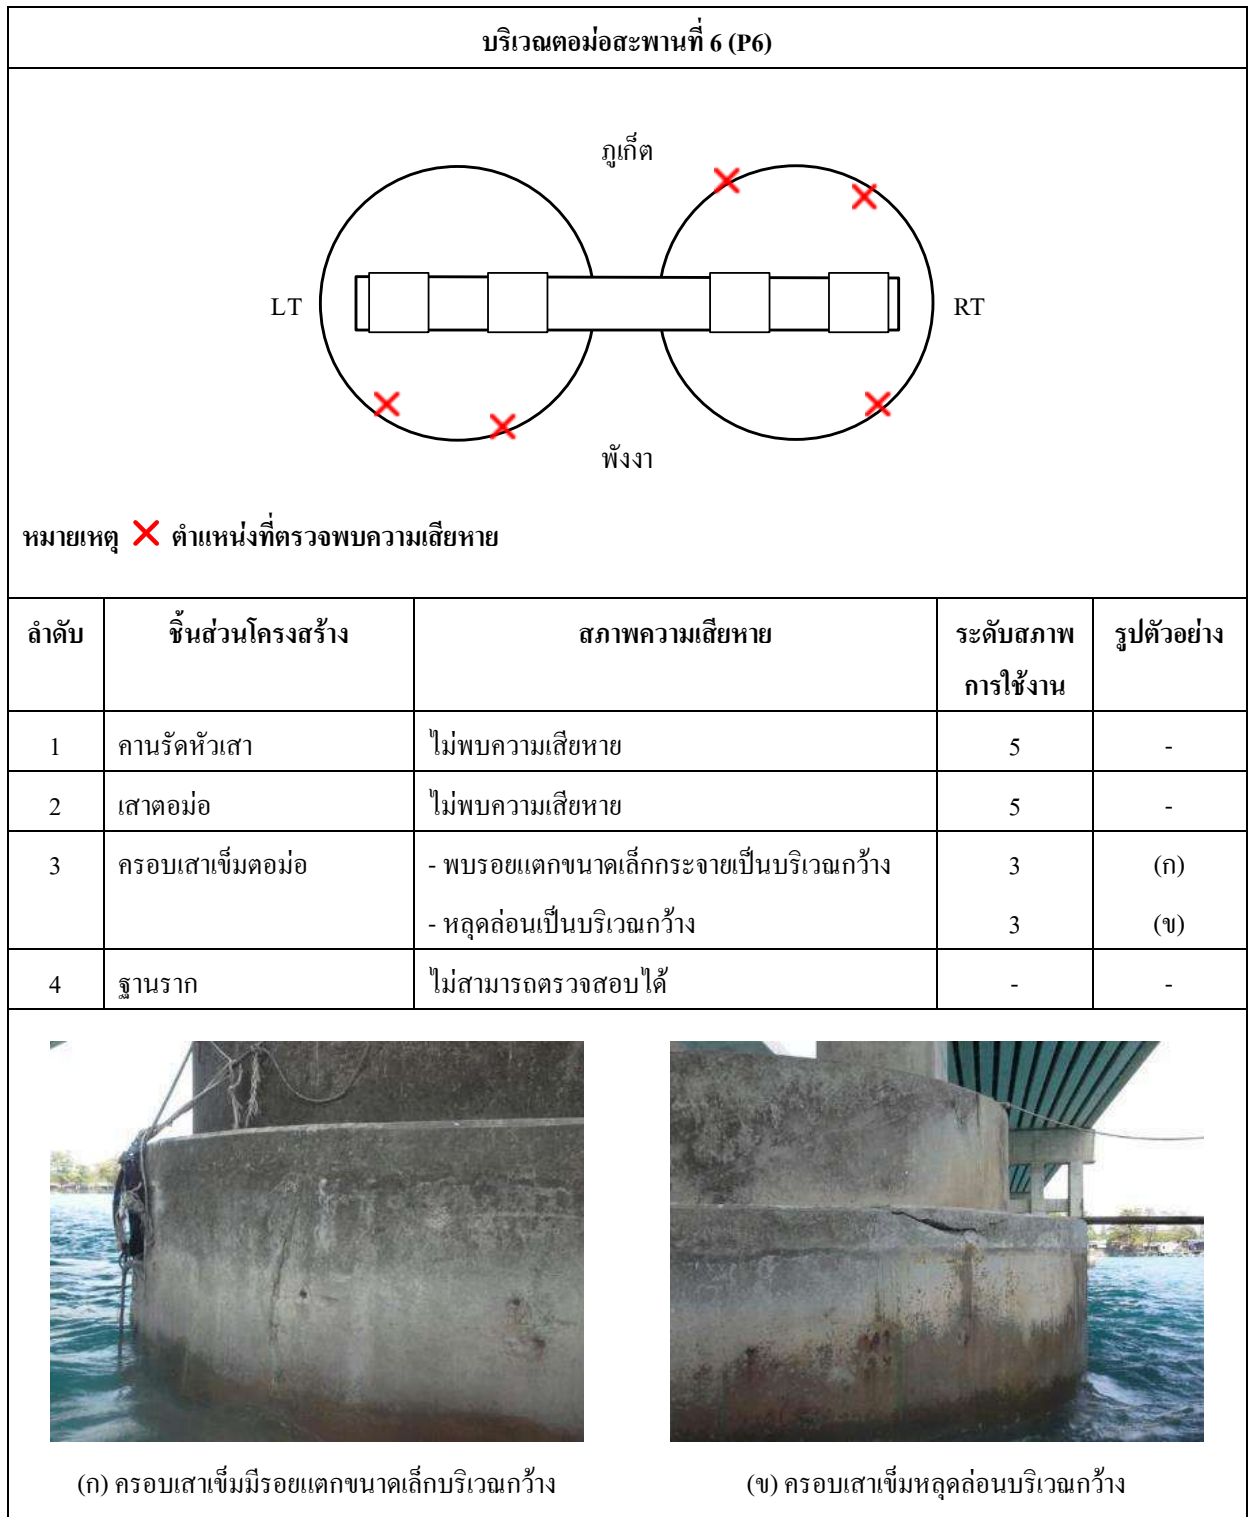 บริเวณตอม่อสะพานที่ 6 (P6)
ภูเก็ต
LT
RT
พังงา
หมายเหตุ ✕ ตำแหน่งที่ตรวจพบความเสียหาย
ลำดับ ชิ้นส่วนโครงสร้าง สภาพความเสียหาย ระดับสภาพ รูปตัวอย่าง
การใช้งาน
1 คานรัดหัวเสา ไม่พบความเสียหาย 5 -
2 เสาตอม่อ ไม่พบความเสียหาย 5 -
3 ครอบเสาเข็มตอม่อ - พบรอยแตกขนาดเล็กกระจายเป็นบริเวณกว้าง 3 (ก)
- หลุดล่อนเป็นบริเวณกว้าง 3 (ข)
4 ฐานราก ไม่สามารถตรวจสอบได้ - -
(ก) ครอบเสาเข็มมีรอยแตกขนาดเล็กบริเวณกว้าง
(ข) ครอบเสาเข็มหลุดล่อนบริเวณกว้าง